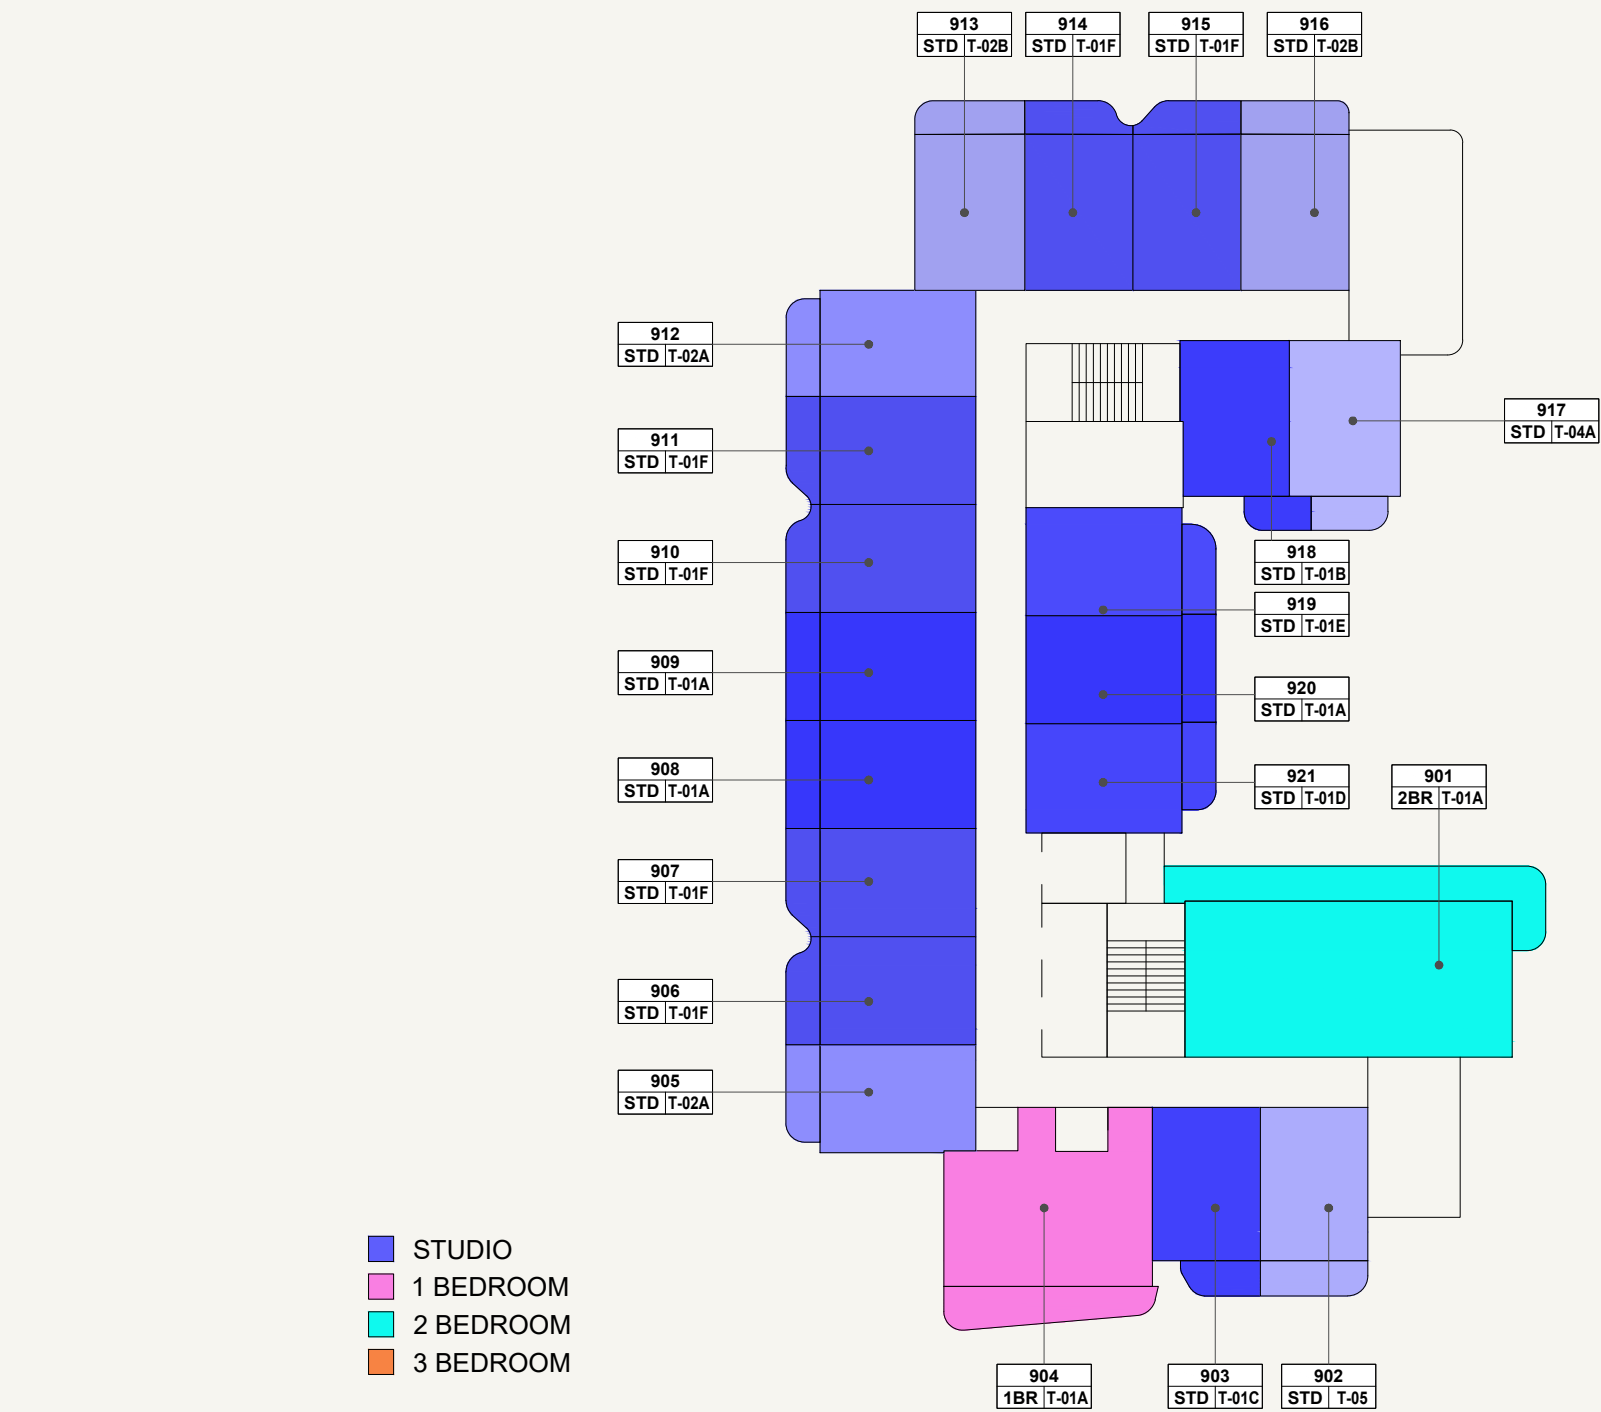 913
STD T-02B
914
STD T-01F
915
STD T-01F
916
STD T-02B
912
STD T-02A
911
STD T-01F
910
STD T-01F
909
STD T-01A
908
STD T-01A
907
STD T-01F
906
STD T-01F
905
STD T-02A
917
STD T-04A
918
STD T-01B
919
STD T-01E
920
STD T-01A
921
STD T-01D
901
2BR T-01A
904
1BR T-01A
903
STD T-01C
902
STD T-05
STUDIO
1 BEDROOM
2 BEDROOM
3 BEDROOM